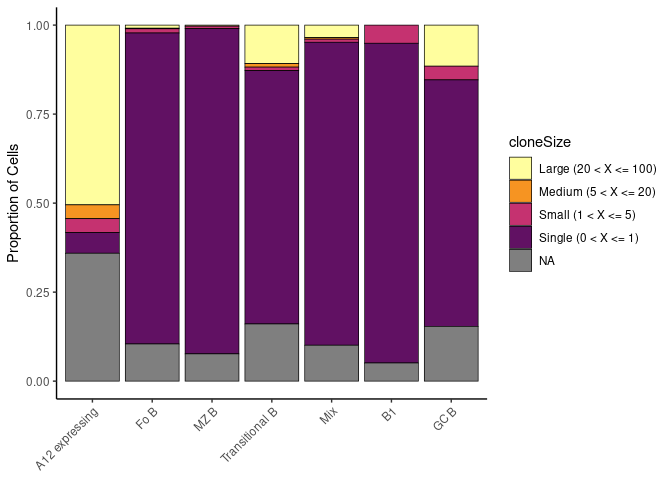 1.00
0.75
0.50
0.25
0.00
Proportion of Cells
A12 expressing
Fo B
MZ B
Transitional B
Mix
B1
GC B
cloneSize
Large (20 < X <= 100)
Medium (5 < X <= 20)
Small (1 < X <= 5)
Single (0 < X <= 1)
NA